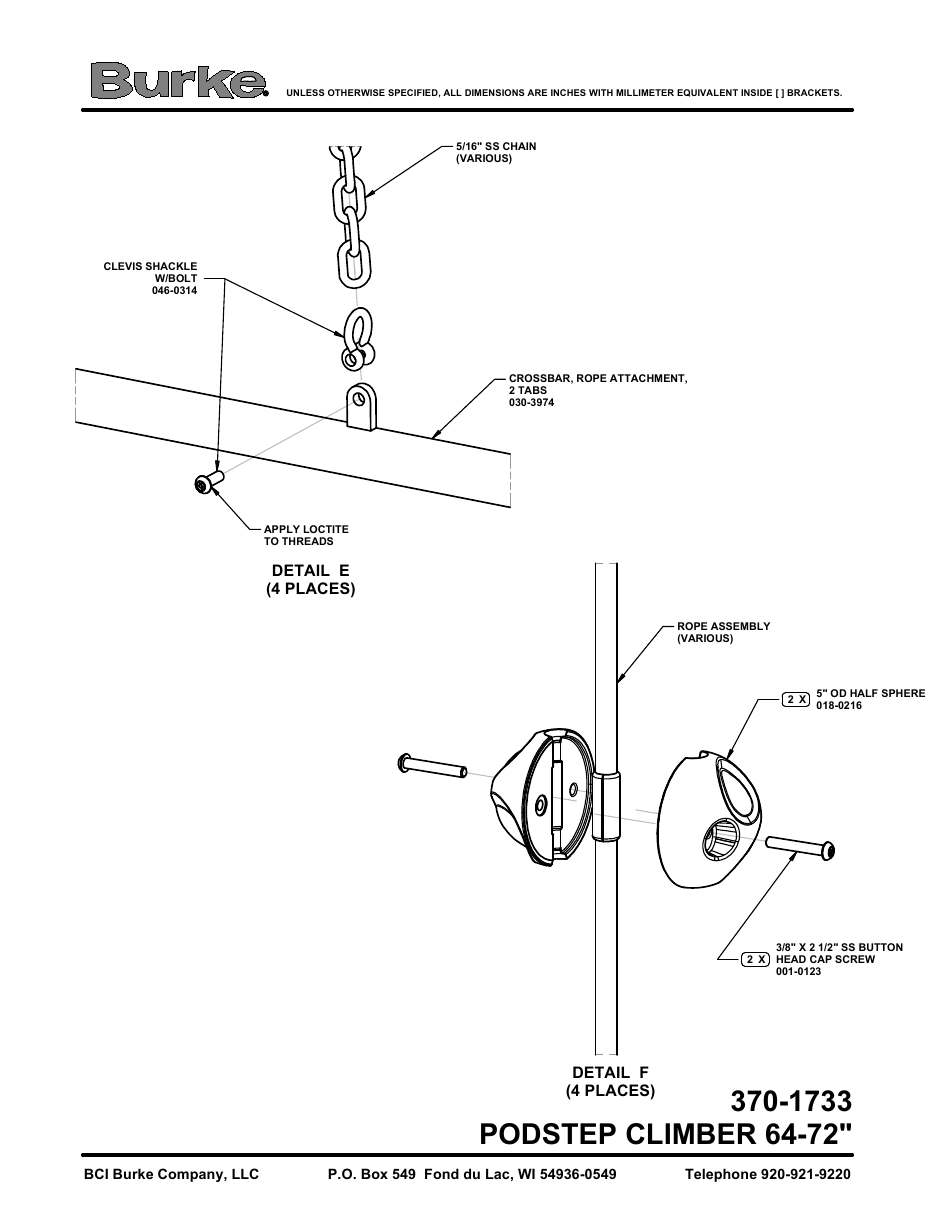 Burke
UNLESS OTHERWISE SPECIFIED, ALL DIMENSIONS ARE INCHES WITH MILLIMETER EQUIVALENT INSIDE [ ] BRACKETS.
5/16" SS CHAIN
(VARIOUS)
CLEVIS SHACKLE
W/BOLT
046-0314
CROSSBAR, ROPE ATTACHMENT,
2 TABS
030-3974
APPLY LOCTITE
TO THREADS
DETAIL E
(4 PLACES)
ROPE ASSEMBLY
(VARIOUS)
2 X 5" OD HALF SPHERE
018-0216
3/8" X 2 1/2" SS BUTTON
2 X HEAD CAP SCREW
001-0123
DETAIL F
(4 PLACES)
370-1733
PODSTEP CLIMBER 64-72"
BCI Burke Company, LLC P.O. Box 549 Fond du Lac, WI 54936-0549 Telephone 920-921-9220